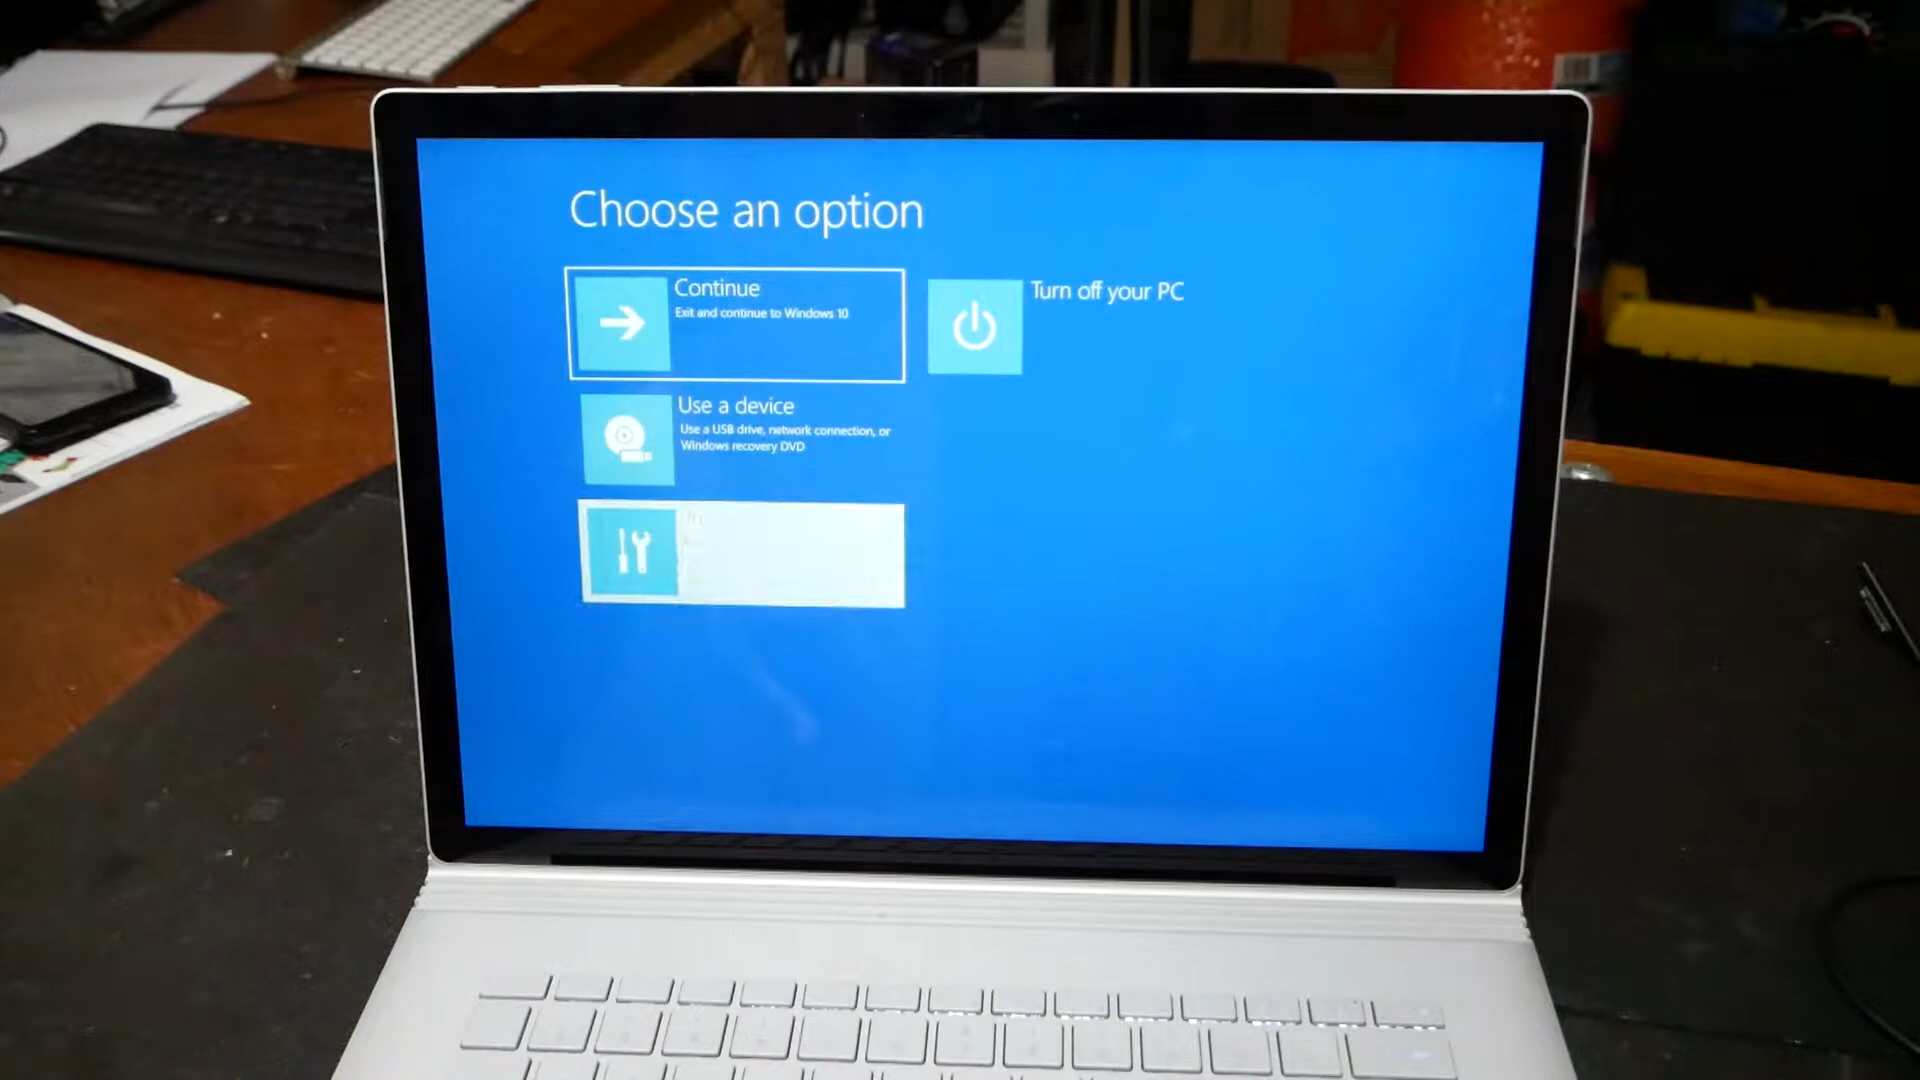 Choose an option
Continue
Exit and continue to Windows 10
Turn off your PC
Use a device
Use a USB drive, network connection, or
Windows recovery DVD